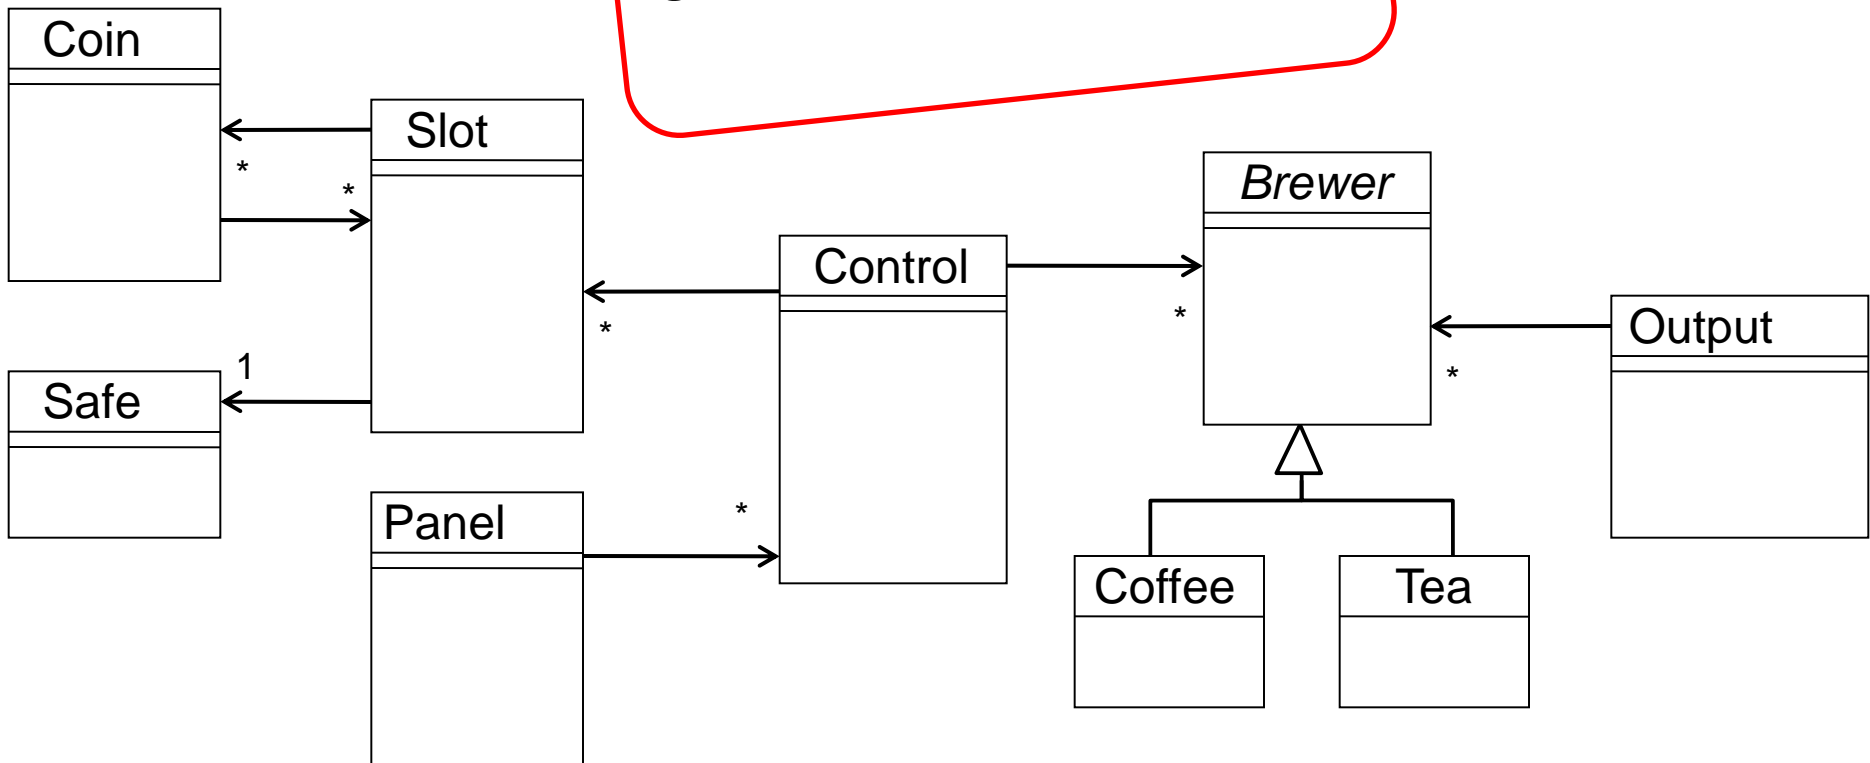 Coin
Slot
*
*
Brewer
Control
*
*
Output
1
*
Safe
Panel
*
Coffee
Tea